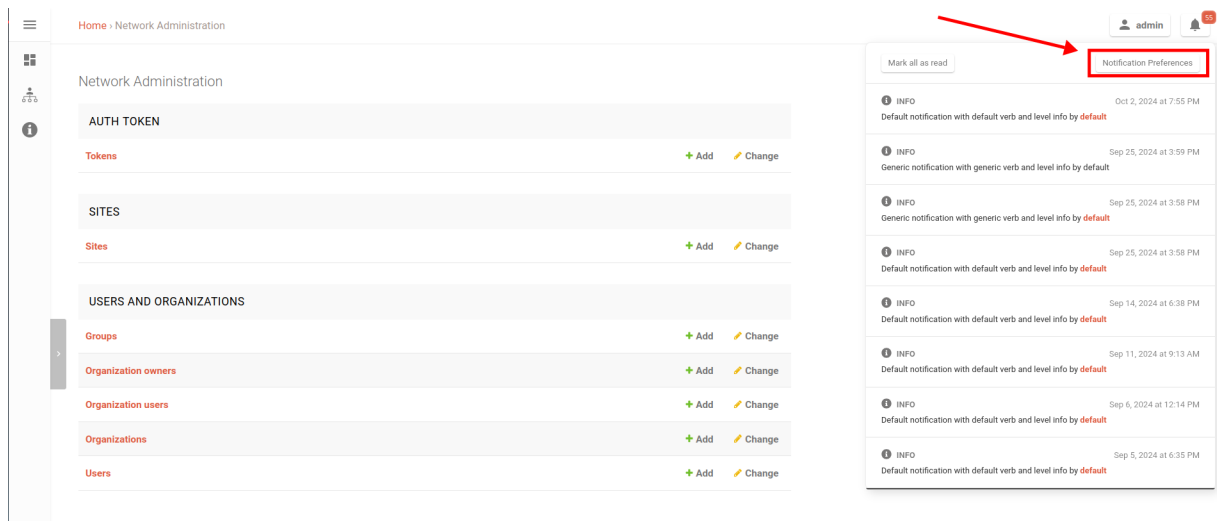 Home › Network Administration
admin
55
Network Administration
AUTH TOKEN
Tokens
+ Add
Change
SITES
Sites
+ Add
Change
USERS AND ORGANIZATIONS
Groups
+ Add
Change
Organization owners
+ Add
Change
Organization users
+ Add
Change
Organizations
+ Add
Change
Users
+ Add
Change
Mark all as read
Notification Preferences
INFO
Oct 2, 2024 at 7:55 PM
Default notification with default verb and level info by default
INFO
Sep 25, 2024 at 3:59 PM
Generic notification with generic verb and level info by default
INFO
Sep 25, 2024 at 3:58 PM
Generic notification with generic verb and level info by default
INFO
Sep 25, 2024 at 3:58 PM
Default notification with default verb and level info by default
INFO
Sep 14, 2024 at 6:38 PM
Default notification with default verb and level info by default
INFO
Sep 11, 2024 at 9:13 AM
Default notification with default verb and level info by default
INFO
Sep 6, 2024 at 12:14 PM
Default notification with default verb and level info by default
INFO
Sep 5, 2024 at 6:35 PM
Default notification with default verb and level info by default